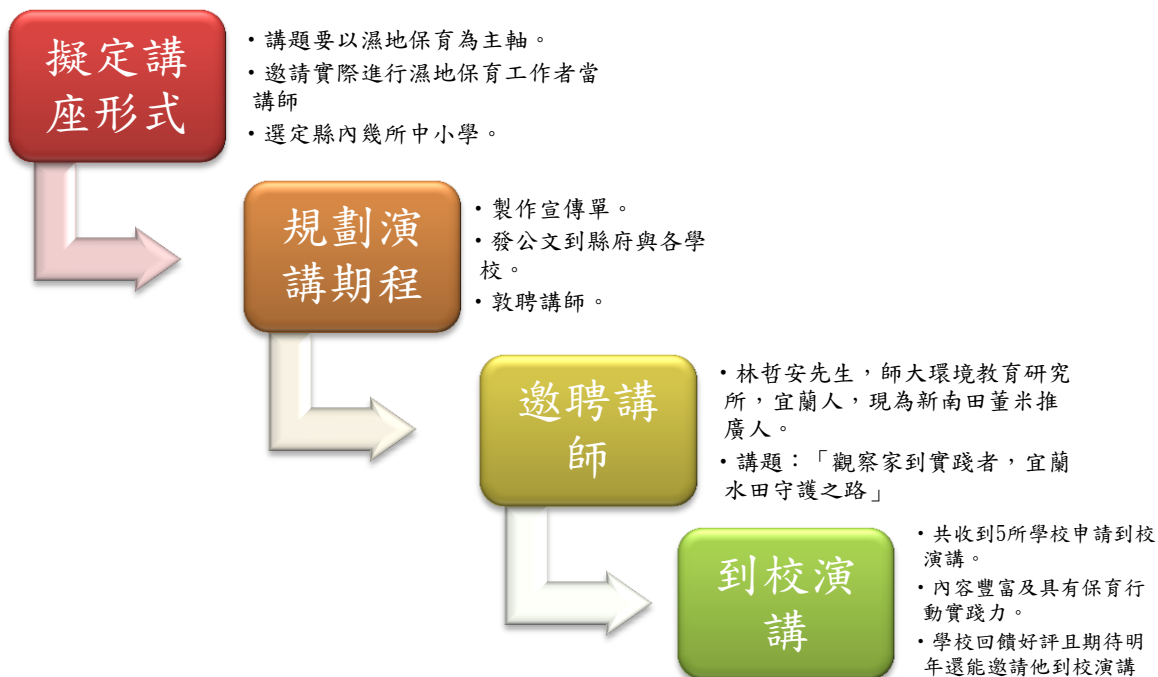 擬定講
座形式
・講題要以濕地保育為主軸。
・邀請實際進行濕地保育工作者當
講師
・選定縣內幾所中小學。
規劃演
講期程
・製作宣傳單。
・發公文到縣府與各學
校。
・敦聘講師。
邀聘講
師
・林哲安先生，師大環境教育研究
所，宜蘭人，現為新南田董米推
廣人。
・講題：「觀察家到實踐者，宜蘭
水田守護之路」
到校演
講
・共收到5所學校申請到校
演講。
・內容豐富及具有保育行
動實踐力。
・學校回饋好評且期待明
年還能邀請他到校演講